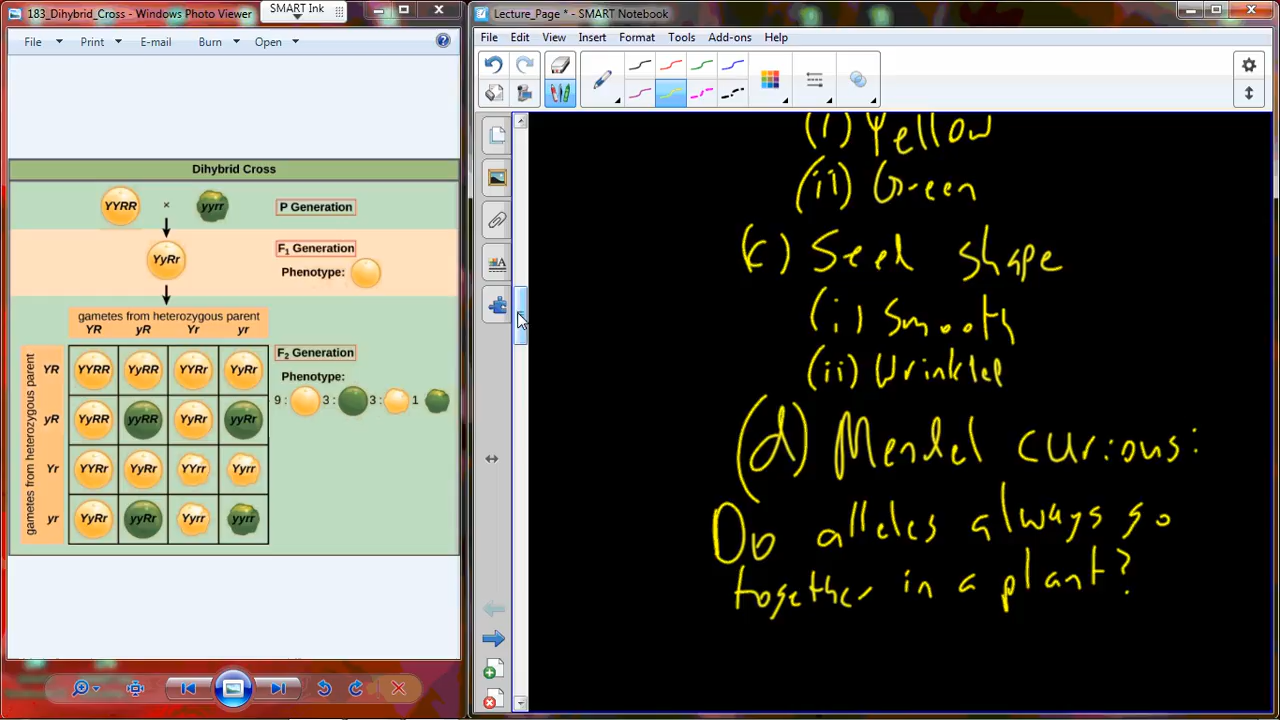 183_Dihybrid_Cross - Windows Photo Viewer
SMART Ink
File Print E-mail Burn Open
Dihybrid Cross
YYRR × yyrr P Generation
F1 Generation
YyRr
Phenotype:
gametes from heterozygous parent
YR yR Yr yr
gametes from heterozygous parent
F2 Generation
Phenotype:
9 : 3 : 3 : 1
YR YYRR YyRR YYRr YyRr
yR YyRR yyRR YyRr yyRr
Yr YYRr YyRr YYrr Yyrr
yr YyRr yyRr Yyrr yyrr
Lecture_Page * - SMART Notebook
File Edit View Insert Format Tools Add-ons Help
(i) Yellow
(ii) Green
(c) Seed shape
(i) Smooth
(ii) Wrinkled
(d) Mendel curious:
Do alleles always go
together in a plant?